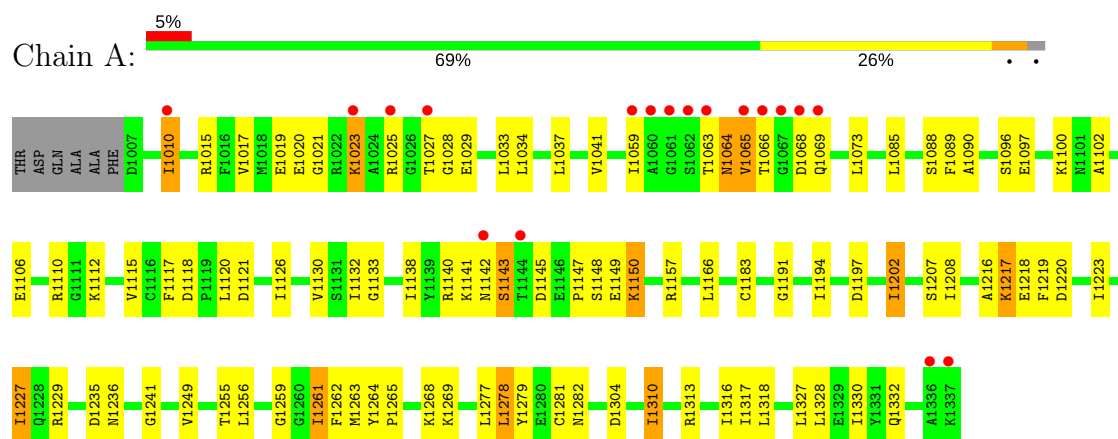 5%
Chain A:
69% 26% • •
THR ASP GLN ALA ALA PHE D1007 I1010 R1015 F1016 V1017 M1018 E1019 E1020 G1021 R1022 K1023 A1024 R1025 G1026 T1027 G1028 E1029 L1033 L1034 L1037 V1041 I1059 A1060 G1061 S1062 T1063 N1064 V1065 T1066 G1067 D1068 Q1069 L1073 L1085 S1088 F1089 A1090 S1096 E1097 K1100 N1101 A1102
E1106 R1110 G1111 K1112 V1115 C1116 F1117 D1118 P1119 L1120 D1121 I1126 V1130 S1131 I1132 G1133 I1138 Y1139 R1140 K1141 N1142 S1143 T1144 D1145 E1146 P1147 S1148 E1149 K1150 R1157 L1166 C1183 G1191 I1194 D1197 I1202 S1207 I1208 A1216 K1217 E1218 F1219 D1220 I1223
I1227 Q1228 R1229 D1235 N1236 G1241 V1249 T1255 L1256 G1259 G1260 I1261 F1262 M1263 Y1264 P1265 K1268 K1269 L1277 L1278 Y1279 E1280 C1281 N1282 D1304 I1310 R1313 I1316 I1317 L1318 L1327 L1328 E1329 I1330 Y1331 Q1332 A1336 K1337